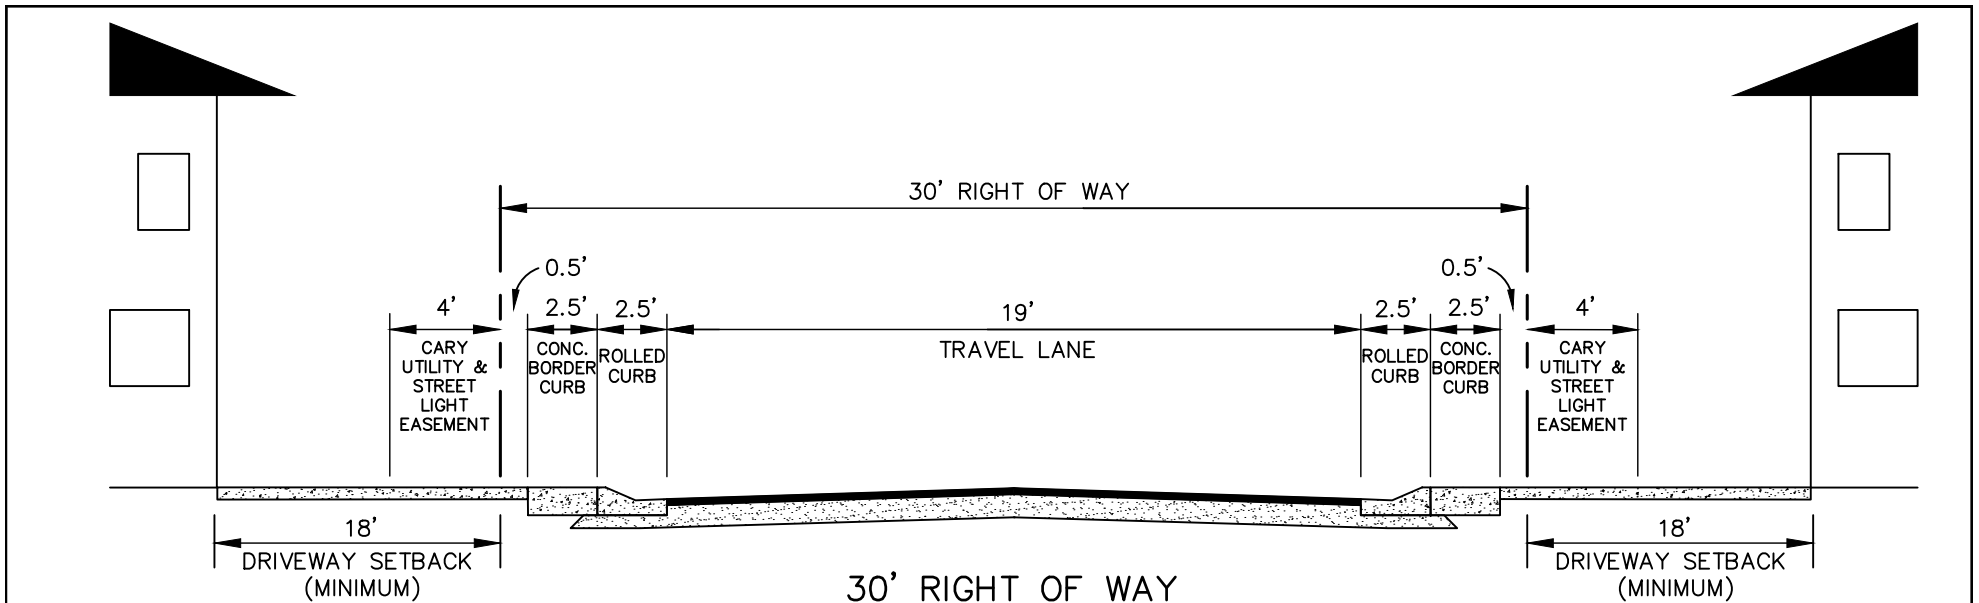 30' RIGHT OF WAY
0.5'
0.5'
4'
2.5'
2.5'
19'
2.5'
2.5'
4'
CARY
UTILITY &
STREET
LIGHT
EASEMENT
CONC.
BORDER
CURB
ROLLED
CURB
TRAVEL LANE
ROLLED
CURB
CONC.
BORDER
CURB
CARY
UTILITY &
STREET
LIGHT
EASEMENT
18'
DRIVEWAY SETBACK
(MINIMUM)
18'
DRIVEWAY SETBACK
(MINIMUM)
30' RIGHT OF WAY